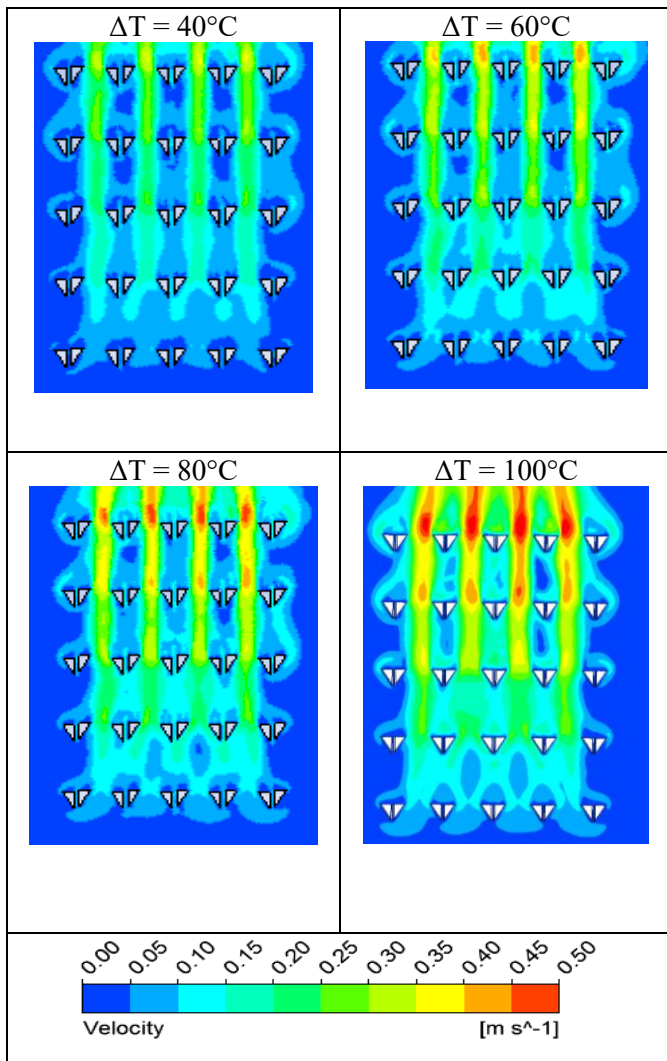 ΔT = 40°C
ΔT = 60°C
ΔT = 80°C
ΔT = 100°C
0.00 0.05 0.10 0.15 0.20 0.25 0.30 0.35 0.40 0.45 0.50
Velocity [m s^-1]